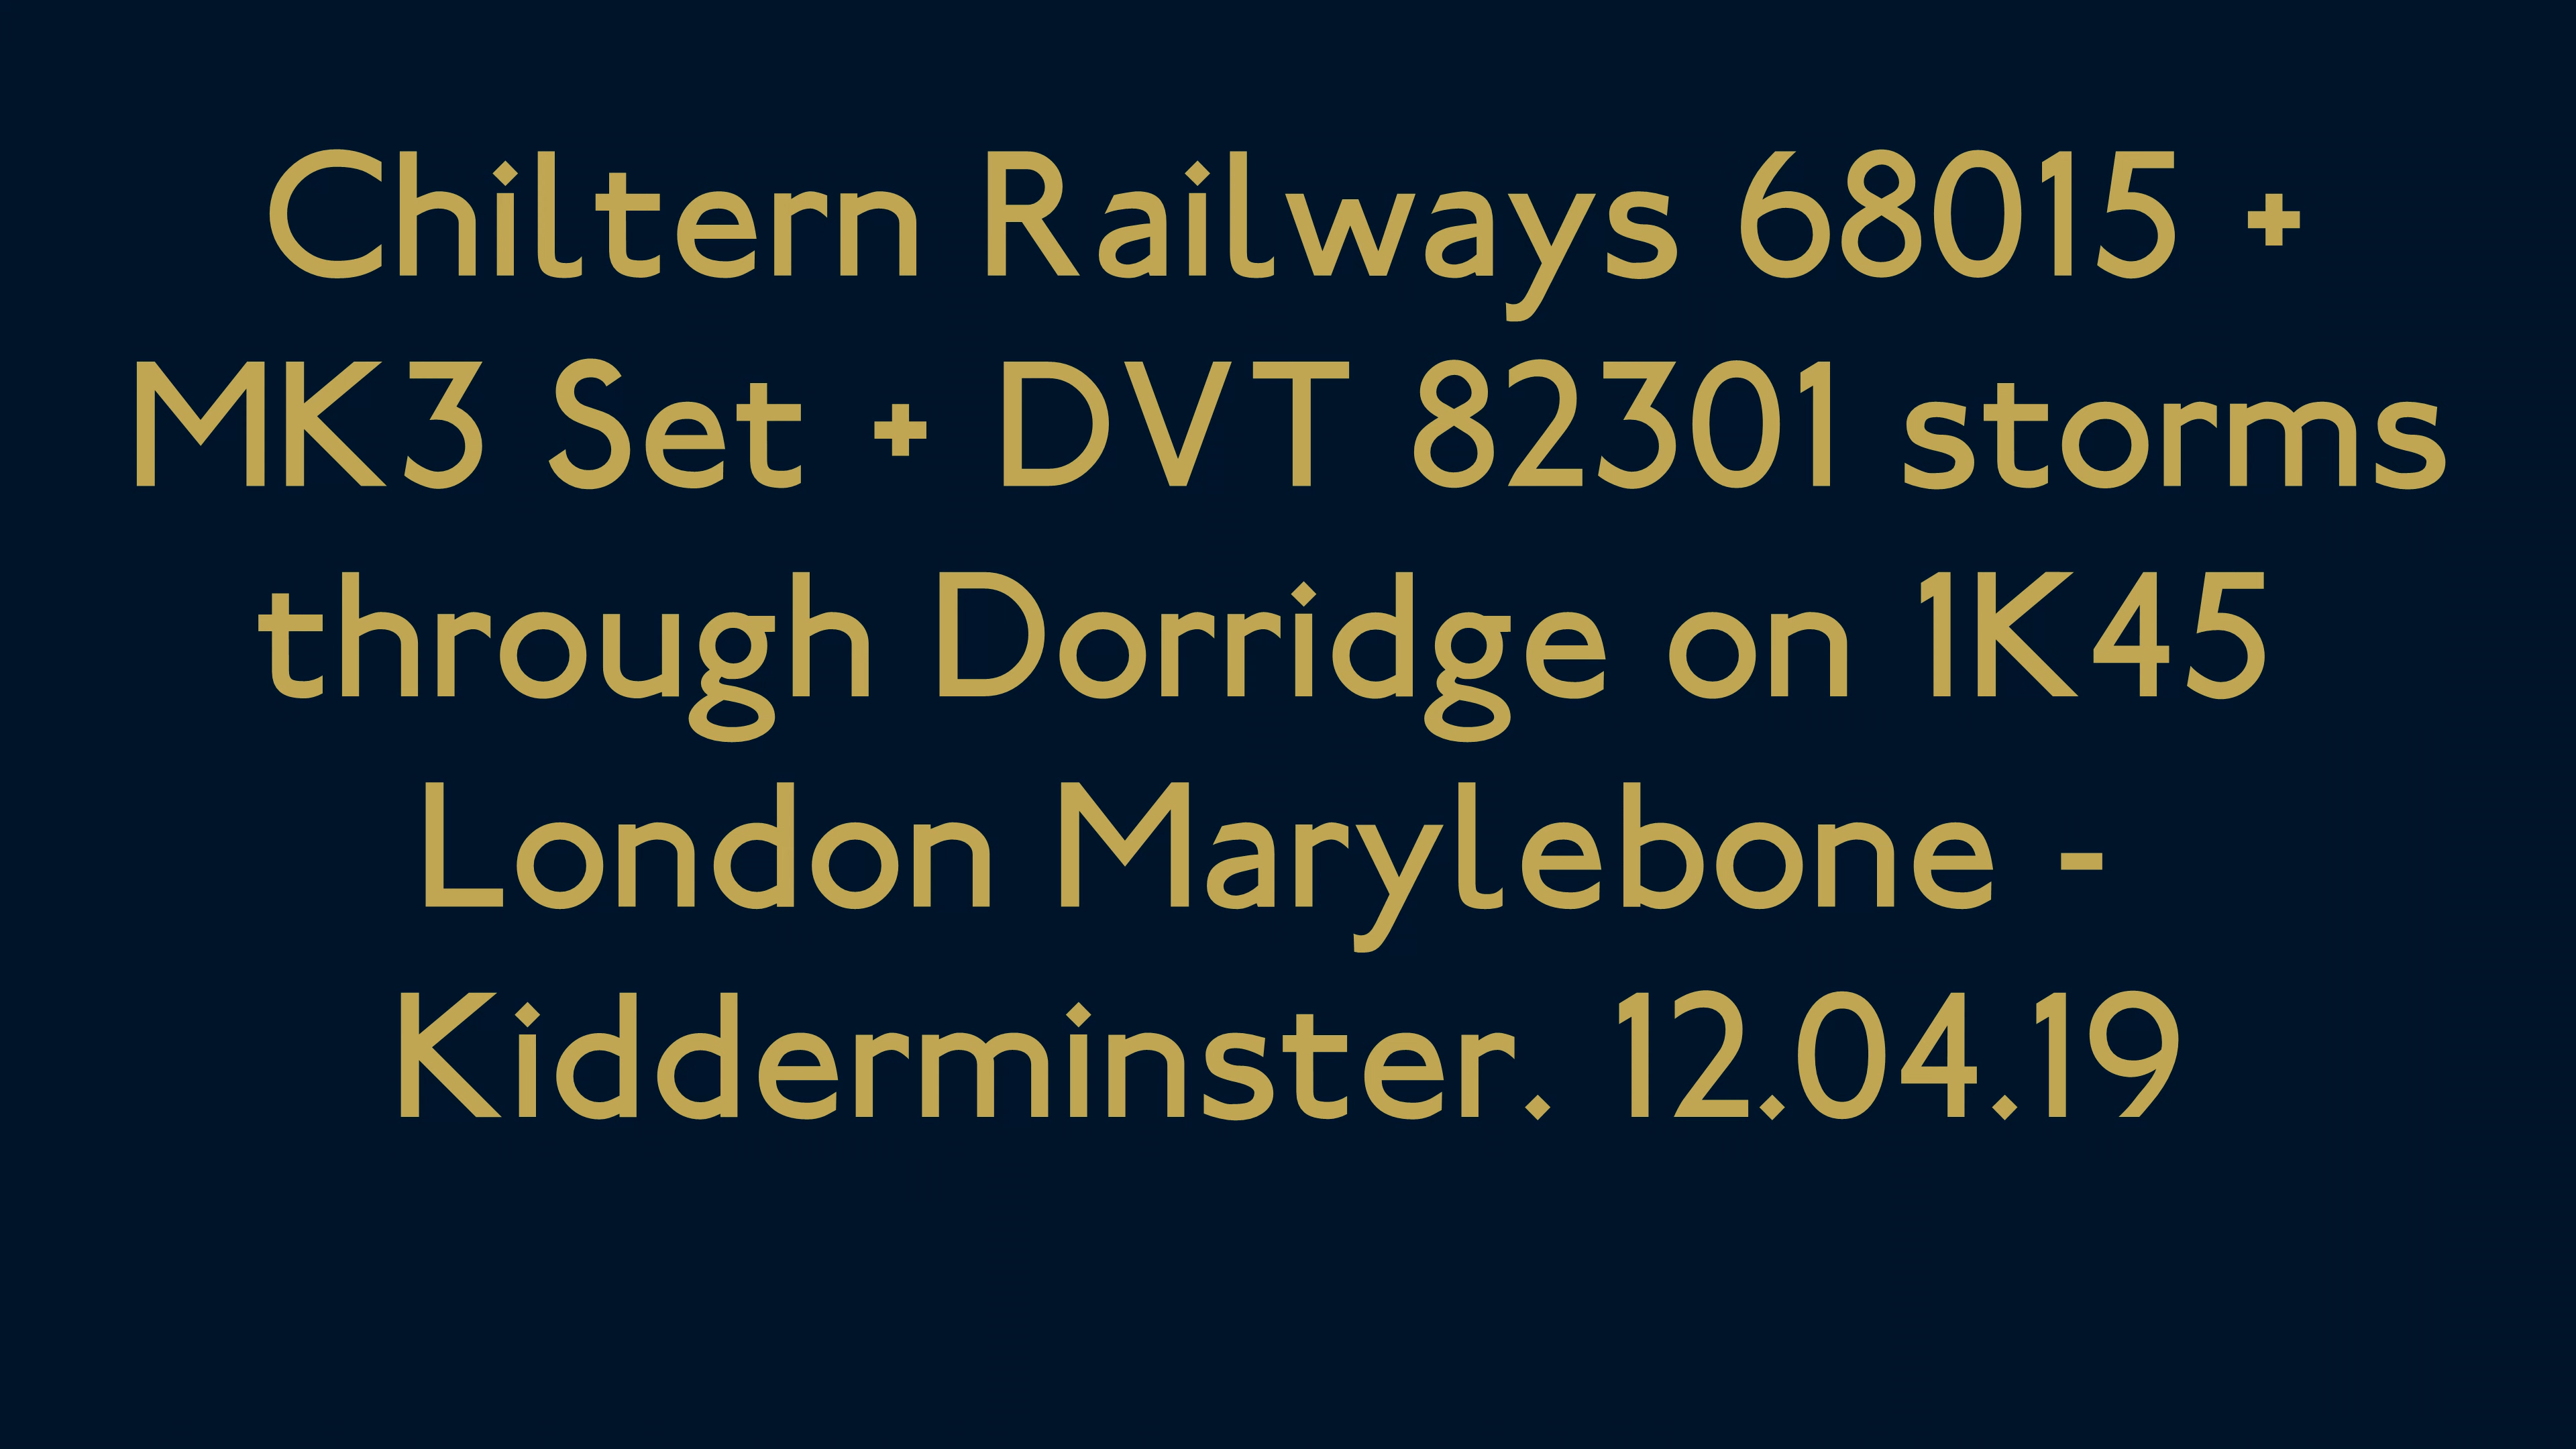 Chiltern Railways 68015 +
MK3 Set + DVT 82301 storms
through Dorridge on 1K45
London Marylebone -
Kidderminster. 12.04.19